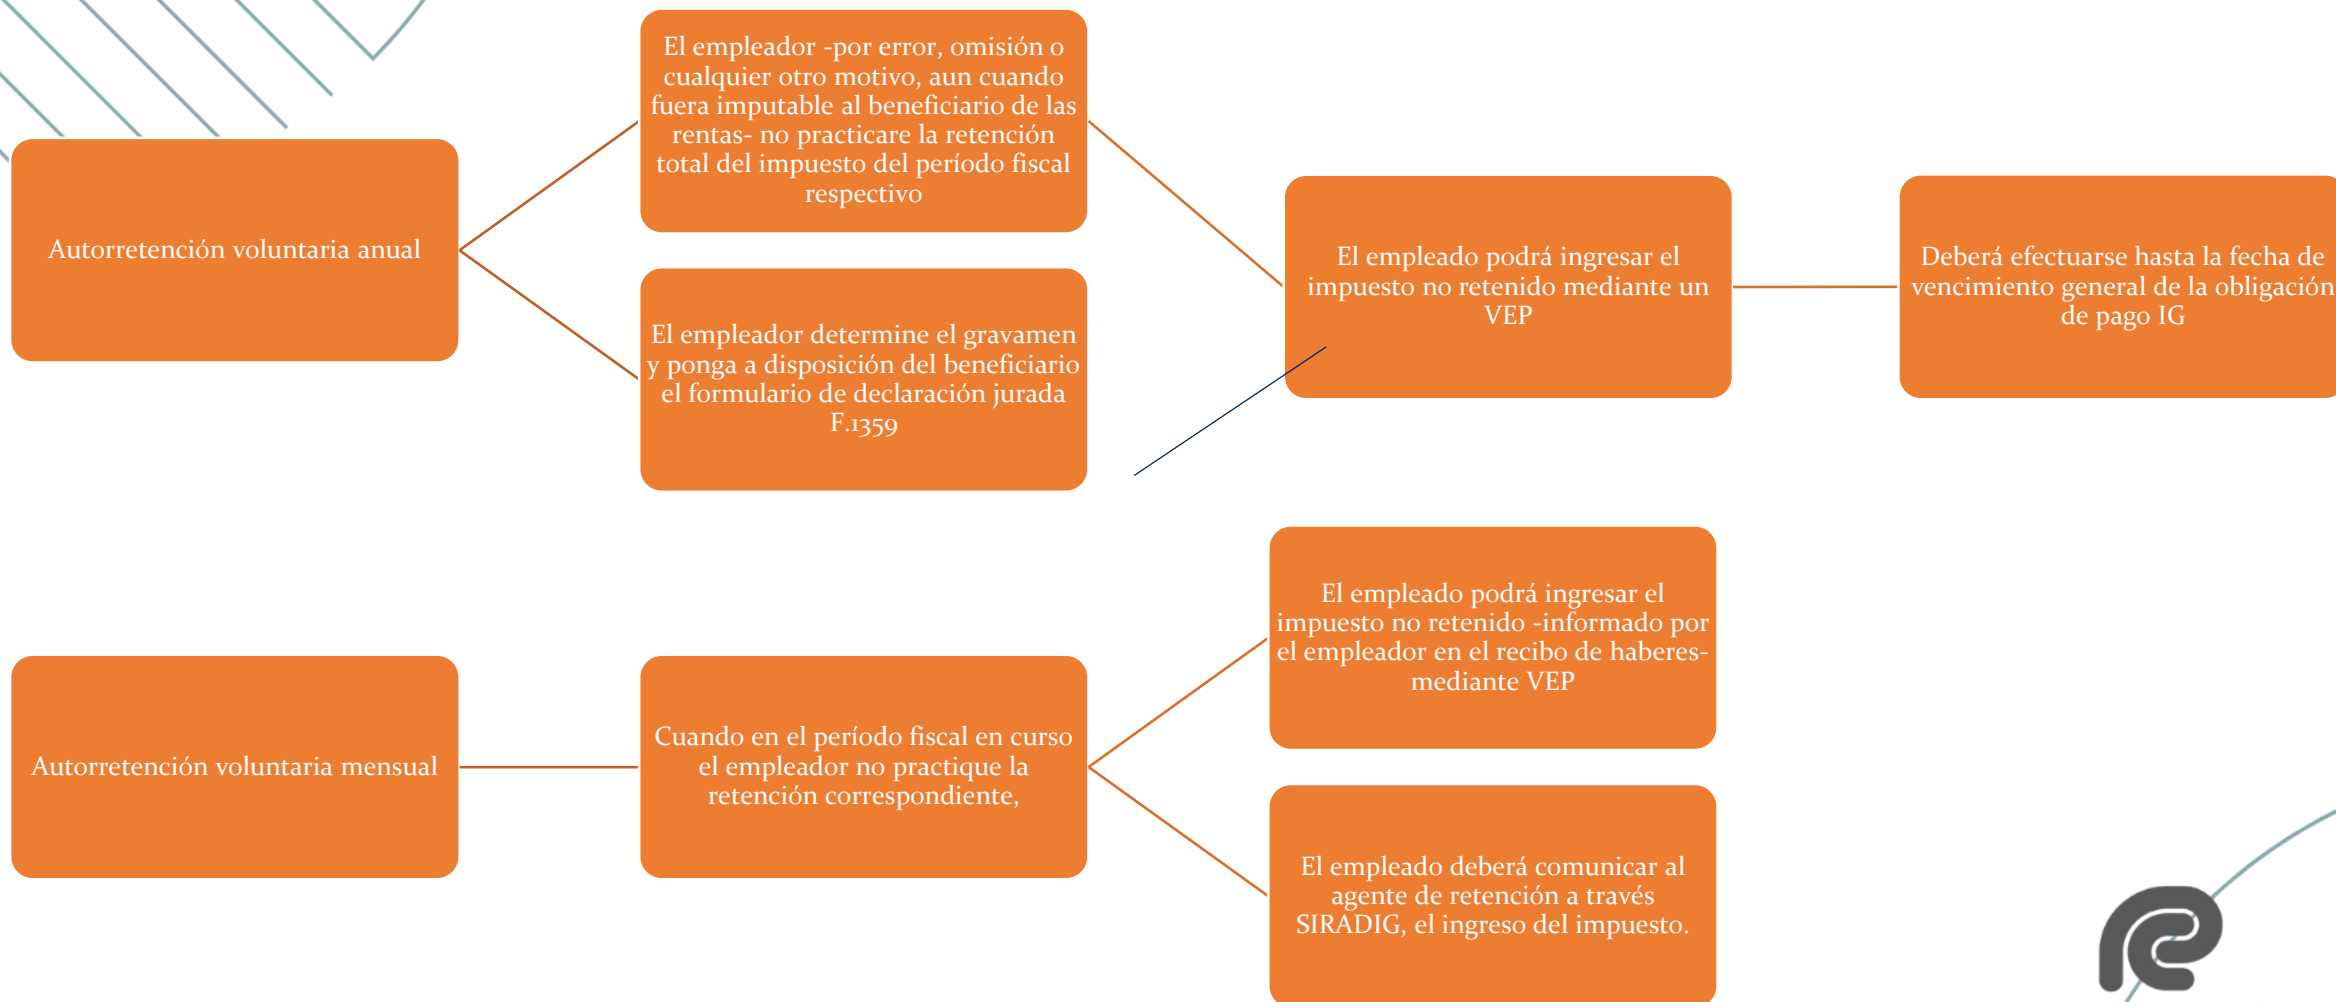 Autorretención voluntaria anual
El empleador -por error, omisión o
cualquier otro motivo, aun cuando
fuera imputable al beneficiario de las
rentas- no practicare la retención
total del impuesto del período fiscal
respectivo
El empleador determine el gravamen
y ponga a disposición del beneficiario
el formulario de declaración jurada
F.1359
El empleado podrá ingresar el
impuesto no retenido mediante un
VEP
Deberá efectuarse hasta la fecha de
vencimiento general de la obligación
de pago IG
Autorretención voluntaria mensual
Cuando en el período fiscal en curso
el empleador no practique la
retención correspondiente,
El empleado podrá ingresar el
impuesto no retenido -informado por
el empleador en el recibo de haberes-
mediante VEP
El empleado deberá comunicar al
agente de retención a través
SIRADIG, el ingreso del impuesto.